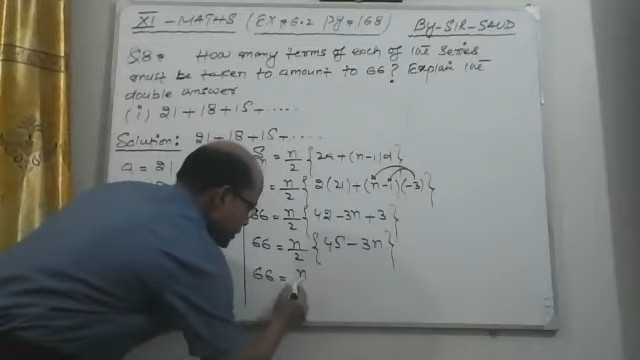 XI - MATHS (EX # 6.2 Pg # 168) By-SIR-SAUD
Q.8 = How many terms of each of the series
must be taken to amount to 66? Explain the
double answer
(i) 21 + 18 + 15 + ....
Solution: 21 + 18 + 15 + ....
a = 21
Sn = n/2 {2a + (n-1)d}
= n/2 {2(21) + (n-1)(-3)}
66 = n/2 {42 - 3n + 3}
66 = n/2 {45 - 3n}
66 = n